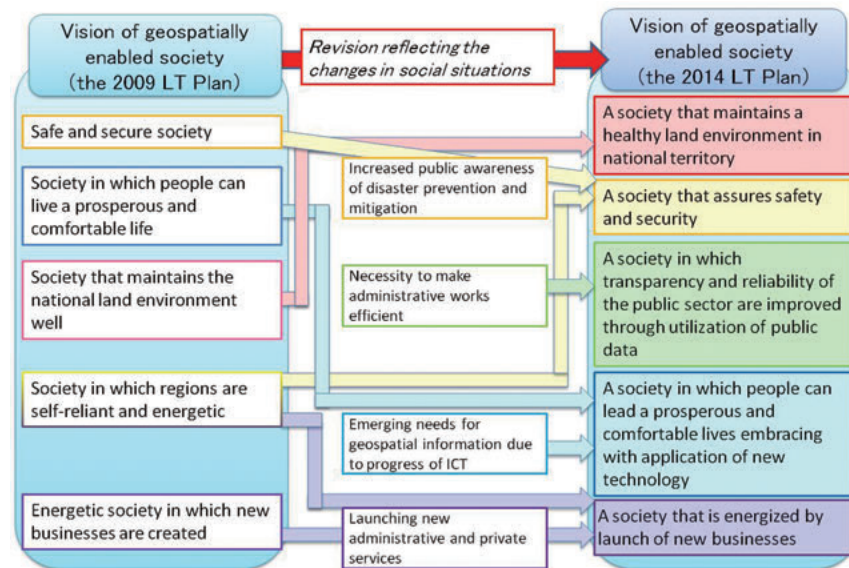 Vision of geospatially
enabled society
(the 2009 LT Plan)
Revision reflecting the
changes in social situations
Vision of geospatially
enabled society
(the 2014 LT Plan)
Safe and secure society
Society in which people can
live a prosperous and
comfortable life
Society that maintains the
national land environment
well
Society in which regions are
self-reliant and energetic
Energetic society in which new
businesses are created
Increased public awareness
of disaster prevention and
mitigation
Necessity to make
administrative works
efficient
Emerging needs for
geospatial information due
to progress of ICT
Launching new
administrative and private
services
A society that maintains a
healthy land environment in
national territory
A society that assures safety
and security
A society in which
transparency and reliability of
the public sector are improved
through utilization of public
data
A society in which people can
lead a prosperous and
comfortable lives embracing
with application of new
technology
A society that is energized by
launch of new businesses